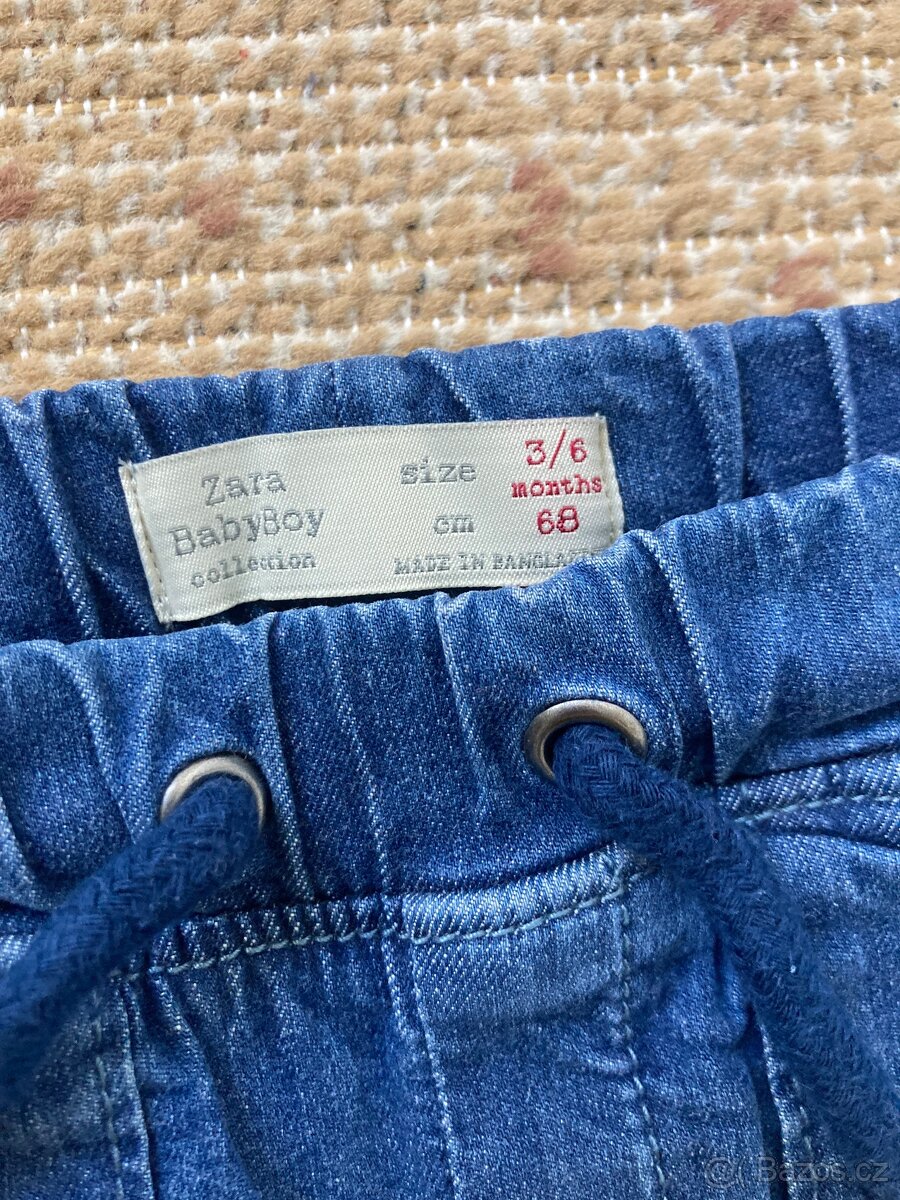 Zara
BabyBoy
collection
size
cm
3/6
months
68
MADE IN
© Bazos.cz